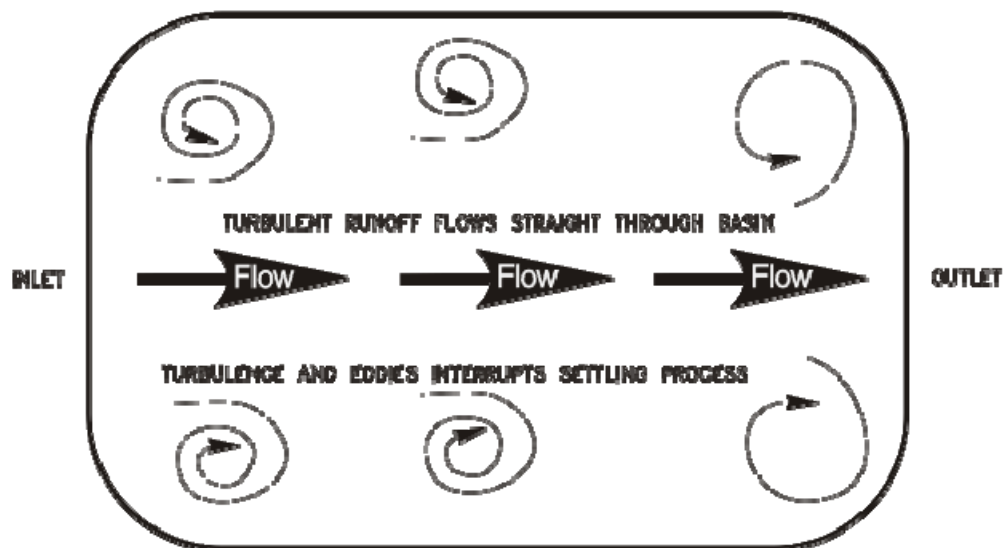 TURBULENT RUNOFF FLOWS STRAIGHT THROUGH BASIN
INLET
Flow
Flow
Flow
OUTLET
TURBULENCE AND EDDIES INTERRUPTS SETTLING PROCESS